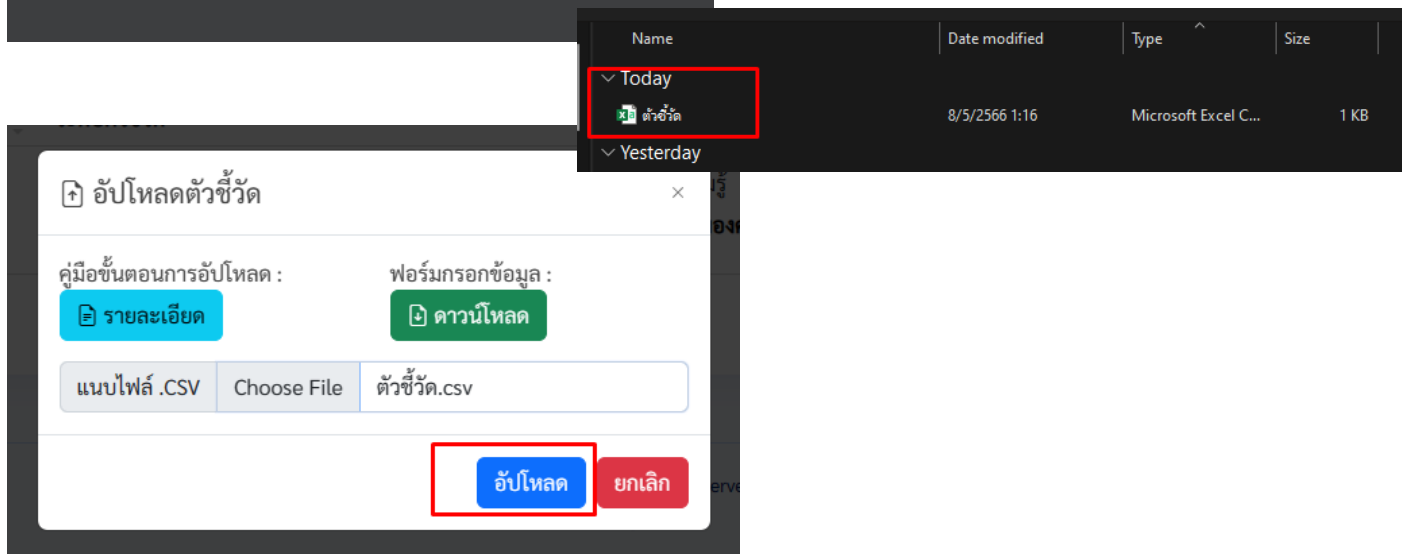 Name Date modified Type Size
Today
ตัวชี้วัด 8/5/2566 1:16 Microsoft Excel C... 1 KB
Yesterday
อัปโหลดตัวชี้วัด ×
คู่มือขั้นตอนการอัปโหลด : ฟอร์มกรอกข้อมูล :
รายละเอียด ดาวน์โหลด
แนบไฟล์ .CSV Choose File ตัวชี้วัด.csv
อัปโหลด ยกเลิก